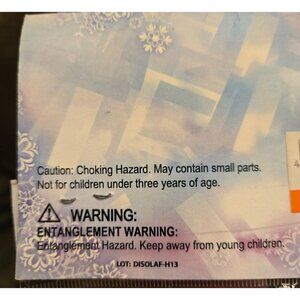 Caution: Choking Hazard. May contain small parts.
Not for children under three years of age.
⚠ WARNING:
ENTANGLEMENT WARNING:
Entanglement Hazard. Keep away from young children.
LOT: DISOLAF-H13